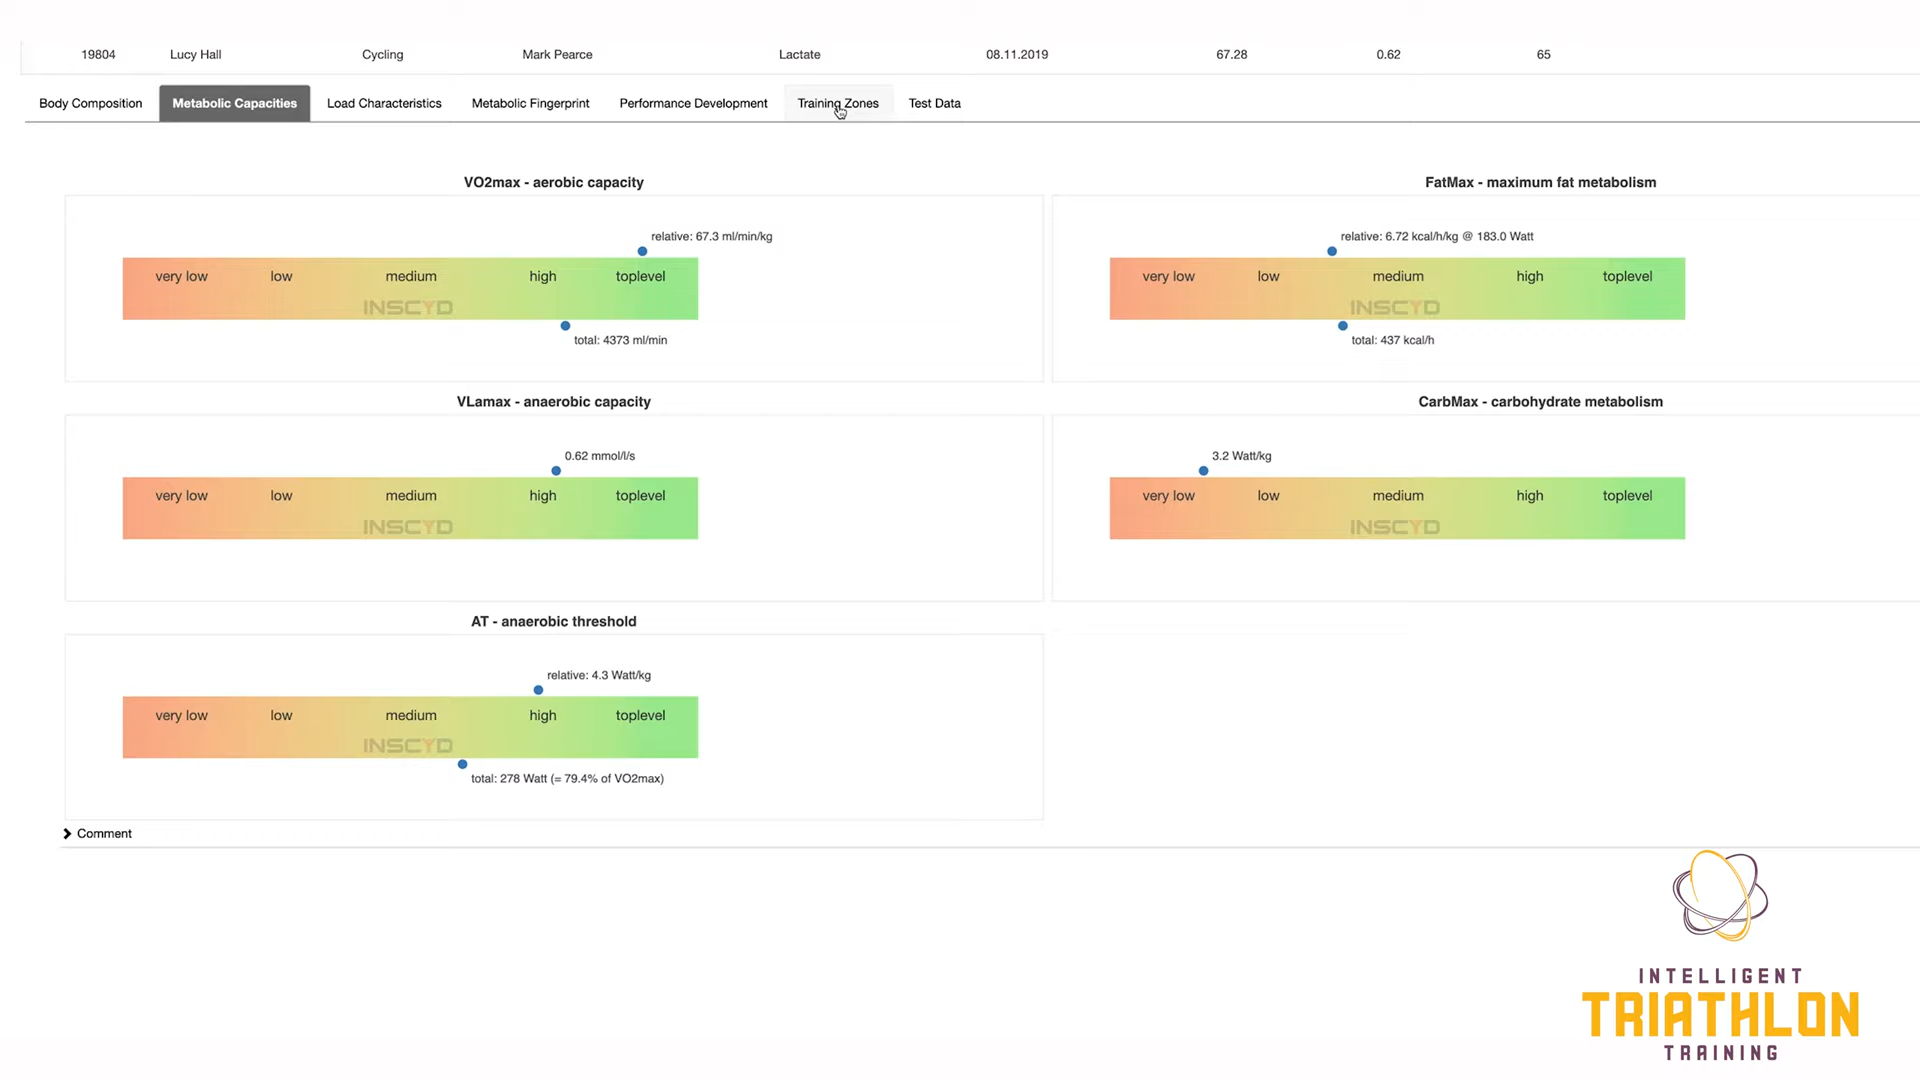 19804 Lucy Hall Cycling Mark Pearce Lactate 08.11.2019 67.28 0.62 65
Body Composition Metabolic Capacities Load Characteristics Metabolic Fingerprint Performance Development Training Zones Test Data
VO2max - aerobic capacity
relative: 67.3 ml/min/kg
very low low medium high toplevel
INSCYD
total: 4373 ml/min
FatMax - maximum fat metabolism
relative: 6.72 kcal/h/kg @ 183.0 Watt
very low low medium high toplevel
INSCYD
total: 437 kcal/h
VLamax - anaerobic capacity
0.62 mmol/l/s
very low low medium high toplevel
INSCYD
CarbMax - carbohydrate metabolism
3.2 Watt/kg
very low low medium high toplevel
INSCYD
AT - anaerobic threshold
relative: 4.3 Watt/kg
very low low medium high toplevel
INSCYD
total: 278 Watt (= 79.4% of VO2max)
Comment
INTELLIGENT
TRIATHLON
TRAINING